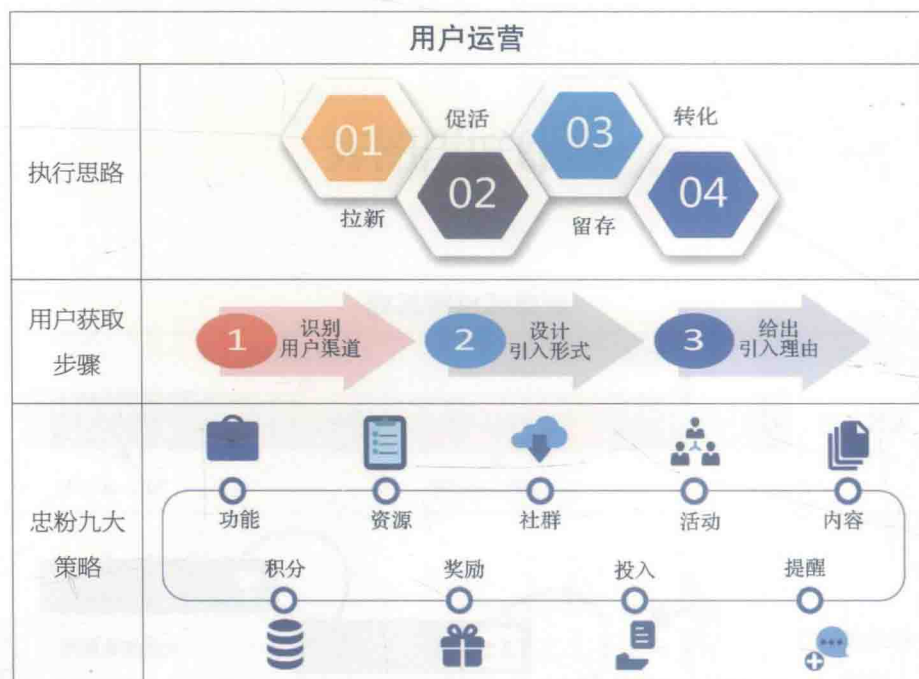 用户运营
执行思路
01
拉新
02
促活
03
留存
04
转化
用户获取
步骤
1
识别
用户渠道
2
设计
引入形式
3
给出
引入理由
忠粉九大
策略
功能
资源
社群
活动
内容
积分
奖励
投入
提醒